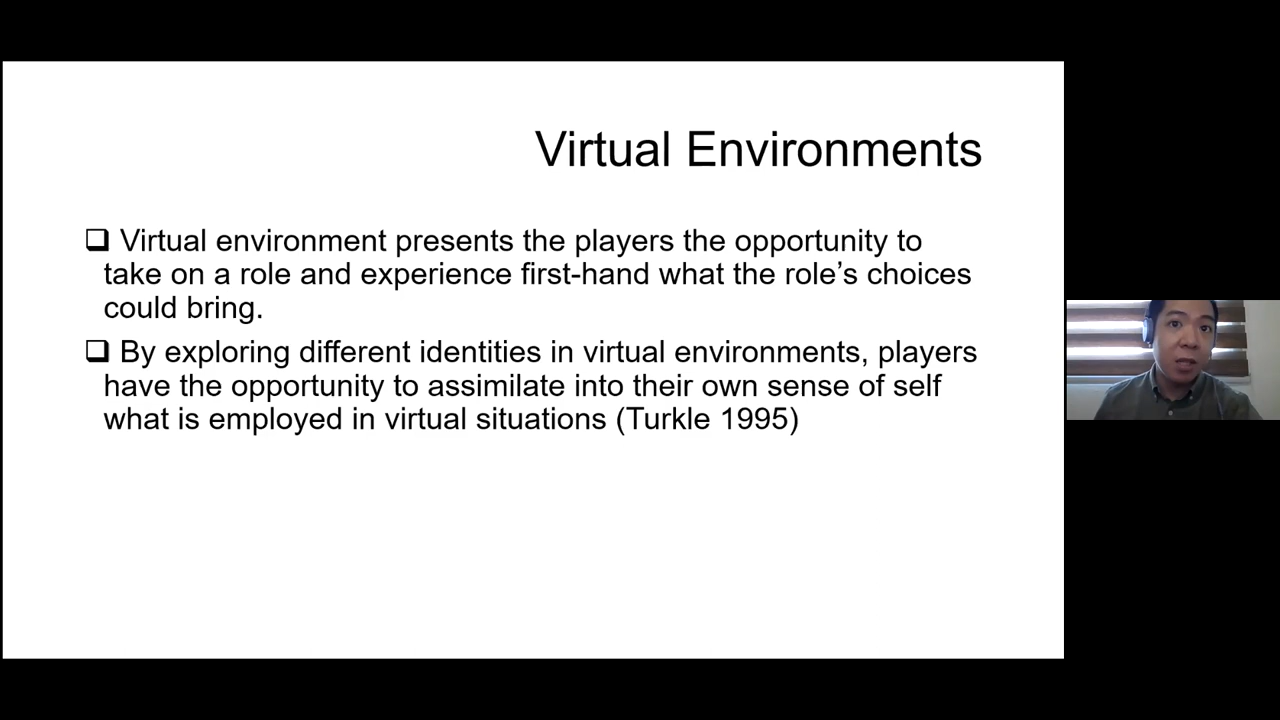 Virtual Environments
❑ Virtual environment presents the players the opportunity to
take on a role and experience first-hand what the role’s choices
could bring.
❑ By exploring different identities in virtual environments, players
have the opportunity to assimilate into their own sense of self
what is employed in virtual situations (Turkle 1995)